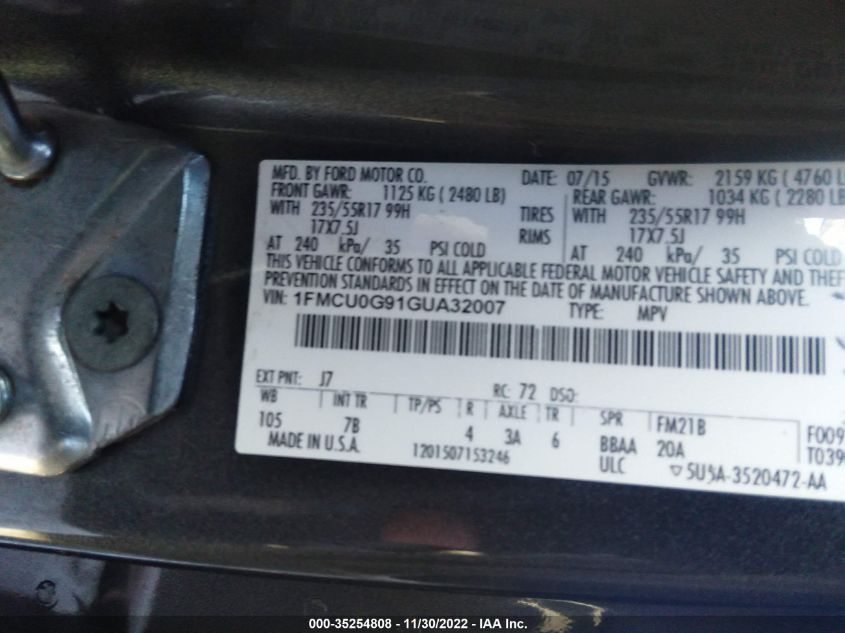 MFD. BY FORD MOTOR CO. DATE: 07/15 GVWR: 2159 KG ( 4760 L
FRONT GAWR: 1125 KG ( 2480 LB) REAR GAWR: 1034 KG ( 2280 LB
WITH 235/55R17 99H TIRES WITH 235/55R17 99H
17X7.5J RIMS 17X7.5J
AT 240 kPa/ 35 PSI COLD AT 240 kPa/ 35 PSI COLD
THIS VEHICLE CONFORMS TO ALL APPLICABLE FEDERAL MOTOR VEHICLE SAFETY AND THEF
PREVENTION STANDARDS IN EFFECT ON THE DATE OF MANUFACTURE SHOWN ABOVE.
VIN: 1FMCU0G91GUA32007 TYPE: MPV
EXT PNT: J7 RC: 72 DSO:
WB INT TR TP/PS R AXLE TR SPR FM21B F009
105 7B 4 3A 6 BBAA 20A T039
MADE IN U.S.A. 1201507153246 ULC ▽5U5A-3520472-AA
000-35254808 - 11/30/2022 - IAA Inc.